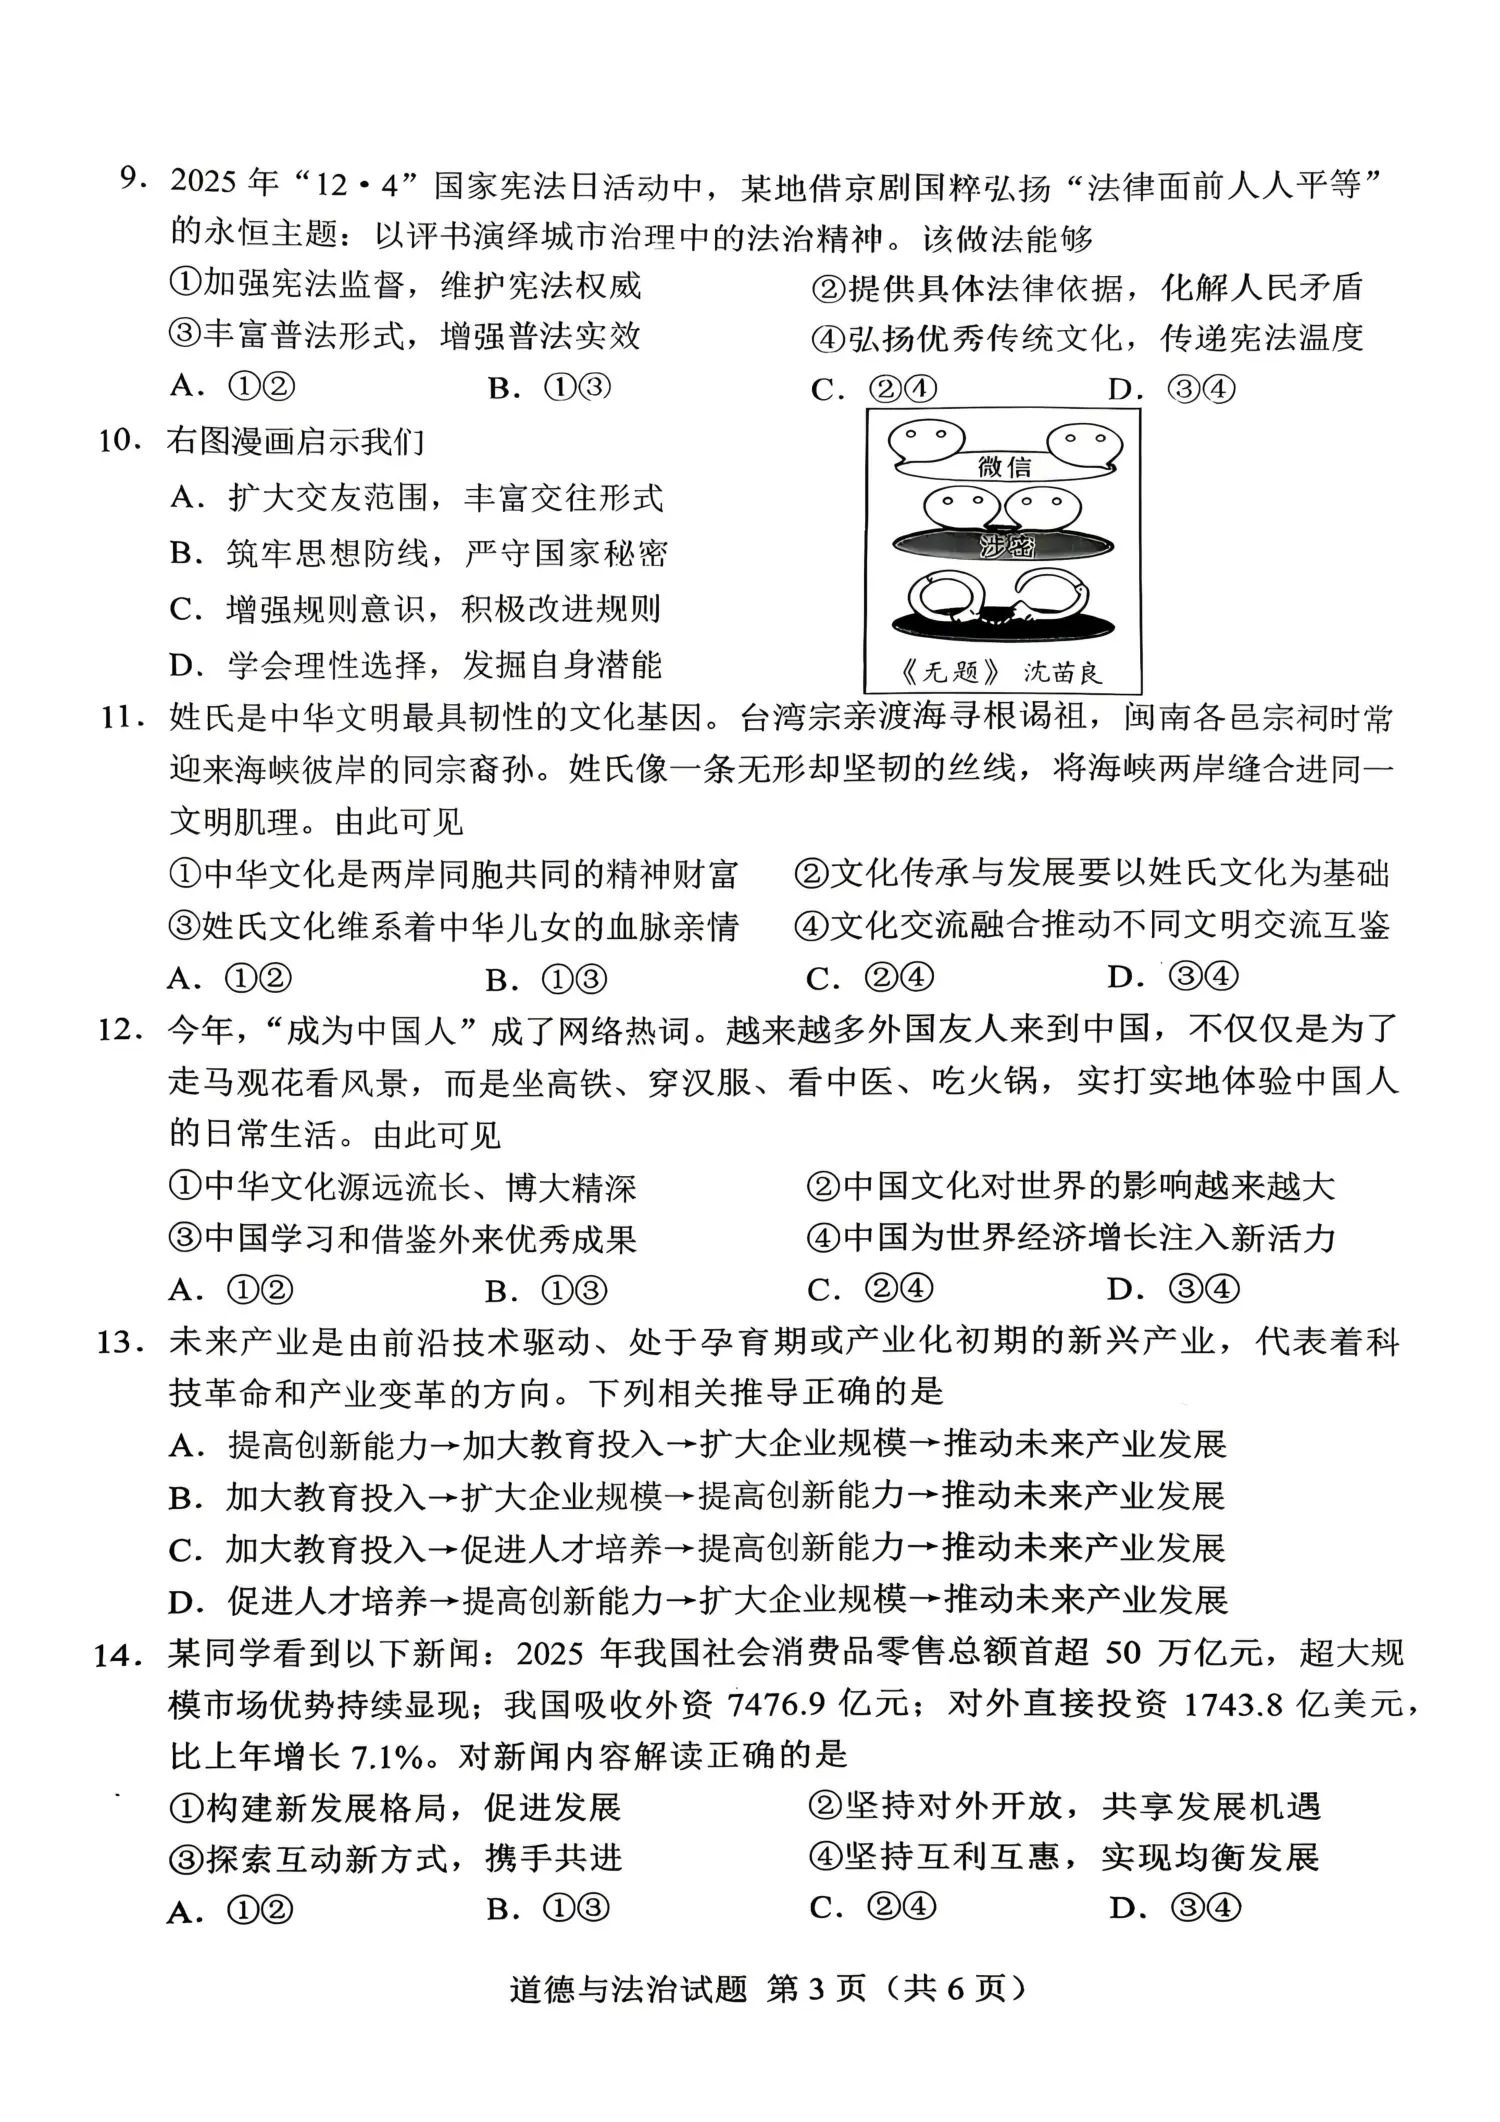 9. 2025 年“12·4”国家宪法日活动中，某地借京剧国粹弘扬“法律面前人人平等”
的永恒主题：以评书演绎城市治理中的法治精神。该做法能够
①加强宪法监督，维护宪法权威 ②提供具体法律依据，化解人民矛盾
③丰富普法形式，增强普法实效 ④弘扬优秀传统文化，传递宪法温度
A. ①② B. ①③ C. ②④ D. ③④
10. 右图漫画启示我们
A. 扩大交友范围，丰富交往形式
B. 筑牢思想防线，严守国家秘密
C. 增强规则意识，积极改进规则
D. 学会理性选择，发掘自身潜能
微信
涉密
《无题》 沈苗良
11. 姓氏是中华文明最具韧性的文化基因。台湾宗亲渡海寻根谒祖，闽南各邑宗祠时常
迎来海峡彼岸的同宗裔孙。姓氏像一条无形却坚韧的丝线，将海峡两岸缝合进同一
文明肌理。由此可见
①中华文化是两岸同胞共同的精神财富 ②文化传承与发展要以姓氏文化为基础
③姓氏文化维系着中华儿女的血脉亲情 ④文化交流融合推动不同文明交流互鉴
A. ①② B. ①③ C. ②④ D. ③④
12. 今年，“成为中国人”成了网络热词。越来越多外国友人来到中国，不仅仅是为了
走马观花看风景，而是坐高铁、穿汉服、看中医、吃火锅，实打实地体验中国人
的日常生活。由此可见
①中华文化源远流长、博大精深 ②中国文化对世界的影响越来越大
③中国学习和借鉴外来优秀成果 ④中国为世界经济增长注入新活力
A. ①② B. ①③ C. ②④ D. ③④
13. 未来产业是由前沿技术驱动、处于孕育期或产业化初期的新兴产业，代表着科
技革命和产业变革的方向。下列相关推导正确的是
A. 提高创新能力→加大教育投入→扩大企业规模→推动未来产业发展
B. 加大教育投入→扩大企业规模→提高创新能力→推动未来产业发展
C. 加大教育投入→促进人才培养→提高创新能力→推动未来产业发展
D. 促进人才培养→提高创新能力→扩大企业规模→推动未来产业发展
14. 某同学看到以下新闻：2025 年我国社会消费品零售总额首超 50 万亿元，超大规
模市场优势持续显现；我国吸收外资 7476.9 亿元；对外直接投资 1743.8 亿美元，
比上年增长 7.1%。对新闻内容解读正确的是
①构建新发展格局，促进发展 ②坚持对外开放，共享发展机遇
③探索互动新方式，携手共进 ④坚持互利互惠，实现均衡发展
A. ①② B. ①③ C. ②④ D. ③④
道德与法治试题 第 3 页（共 6 页）